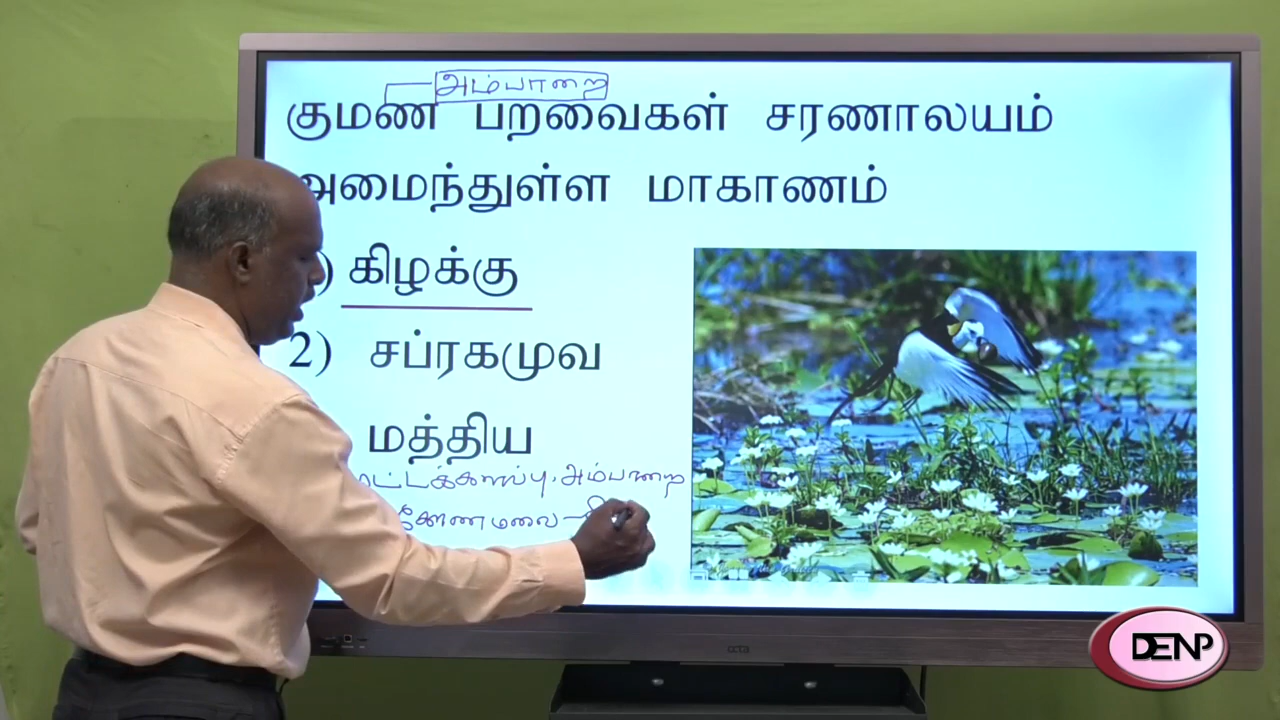 அம்பாறை
குமண பறவைகள் சரணாலயம்
அமைந்துள்ள மாகாணம்
) கிழக்கு
2) சப்ரகமுவ
மத்திய
அம்பாறை
DENP